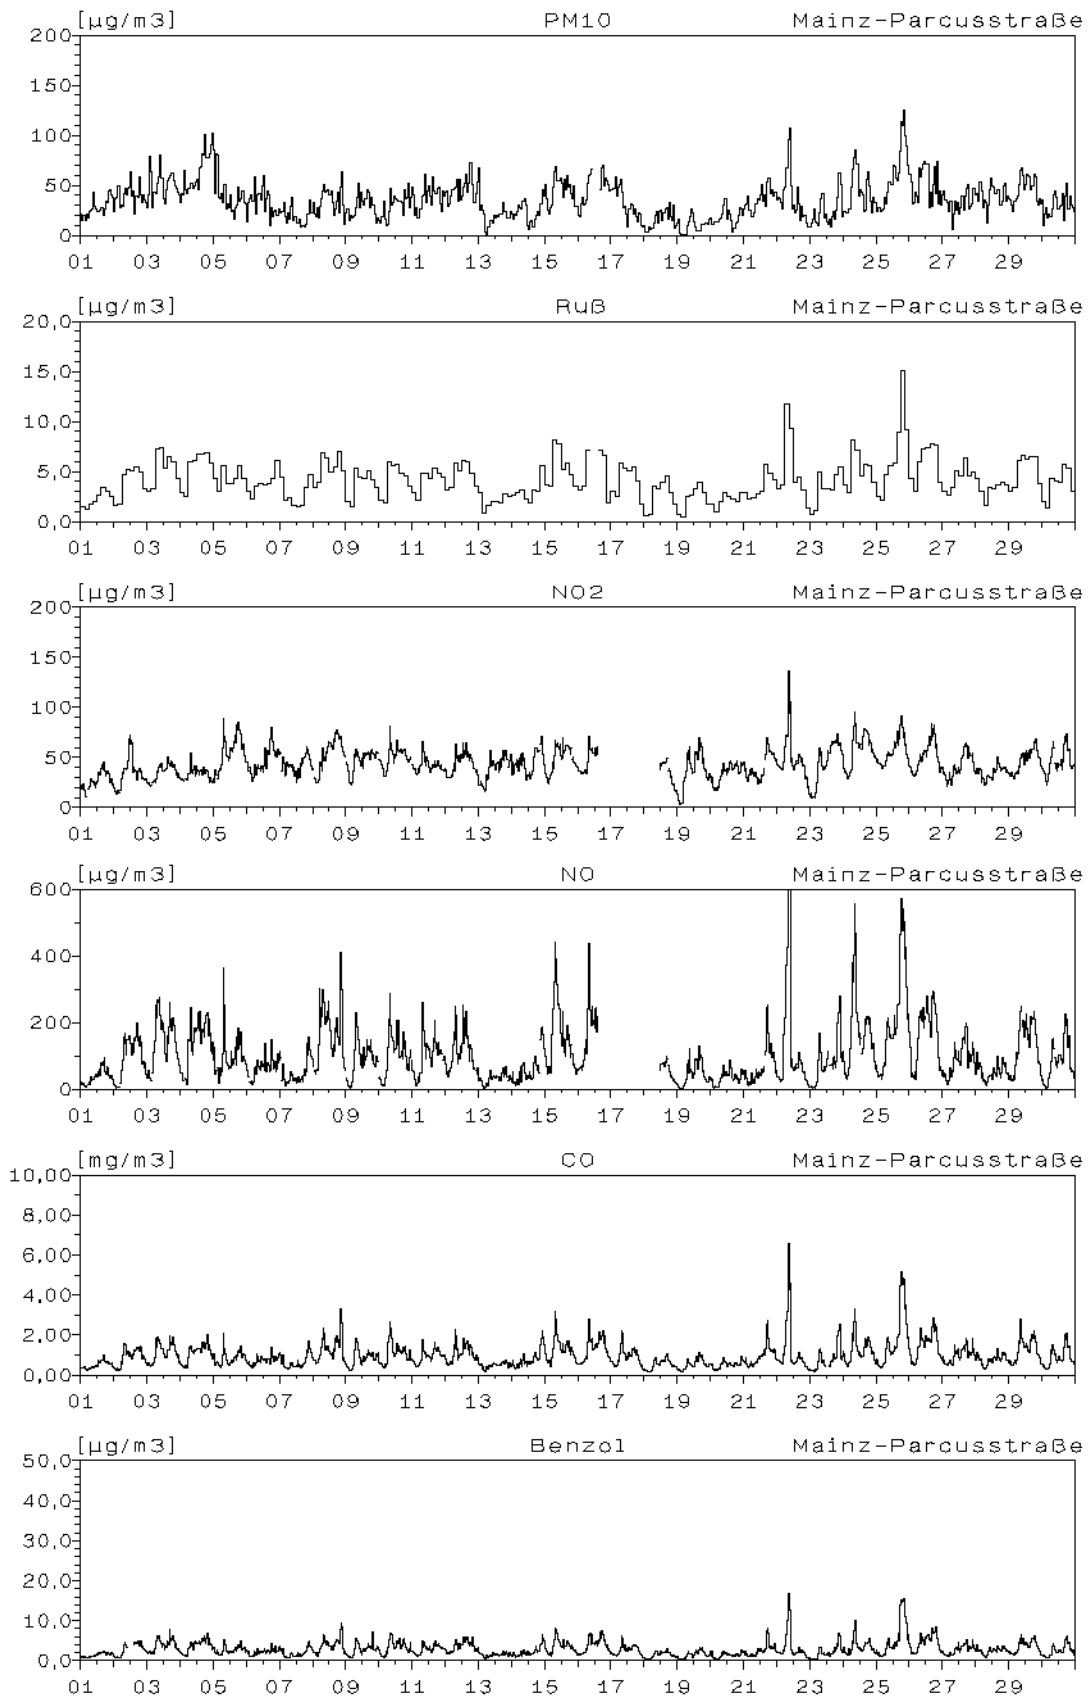 [µg/m3] PM10 Mainz-Parcusstraße
200
150
100
50
0
01 03 05 07 09 11 13 15 17 19 21 23 25 27 29
[µg/m3] Ruß Mainz-Parcusstraße
20,0
15,0
10,0
5,0
0,0
01 03 05 07 09 11 13 15 17 19 21 23 25 27 29
[µg/m3] NO2 Mainz-Parcusstraße
200
150
100
50
0
01 03 05 07 09 11 13 15 17 19 21 23 25 27 29
[µg/m3] NO Mainz-Parcusstraße
600
400
200
0
01 03 05 07 09 11 13 15 17 19 21 23 25 27 29
[mg/m3] CO Mainz-Parcusstraße
10,00
8,00
6,00
4,00
2,00
0,00
01 03 05 07 09 11 13 15 17 19 21 23 25 27 29
[µg/m3] Benzol Mainz-Parcusstraße
50,0
40,0
30,0
20,0
10,0
0,0
01 03 05 07 09 11 13 15 17 19 21 23 25 27 29